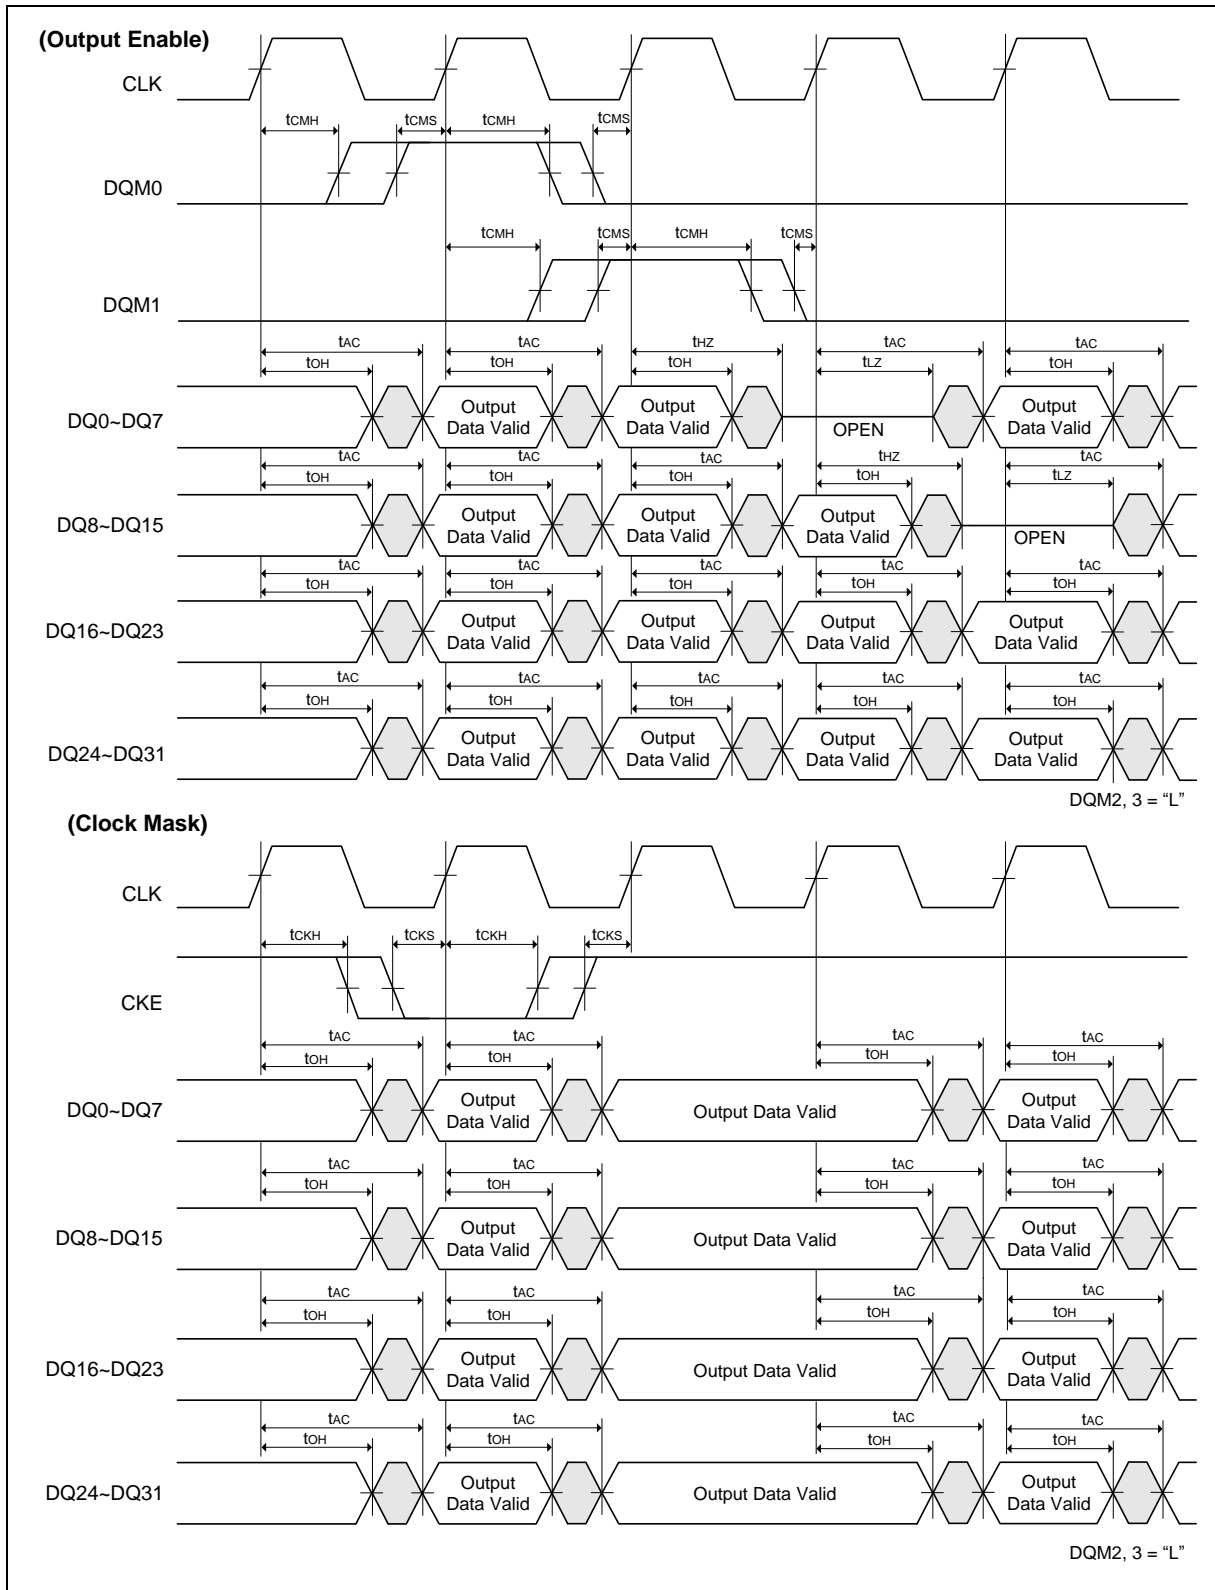 (Output Enable)
CLK
tCMH tCMS tCMH tCMS
DQM0
tCMH tCMS tCMH tCMS
DQM1
tAC tAC tHZ tAC tAC
tOH tOH tOH tLZ tOH
DQ0~DQ7
Output Data Valid Output Data Valid OPEN Output Data Valid
tAC tAC tAC tHZ tAC
tOH tOH tOH tOH tLZ
DQ8~DQ15
Output Data Valid Output Data Valid Output Data Valid OPEN
tAC tAC tAC tAC tAC
tOH tOH tOH tOH tOH
DQ16~DQ23
Output Data Valid Output Data Valid Output Data Valid Output Data Valid
tAC tAC tAC tAC tAC
tOH tOH tOH tOH tOH
DQ24~DQ31
Output Data Valid Output Data Valid Output Data Valid Output Data Valid
DQM2, 3 = “L”
(Clock Mask)
CLK
tCKH tCKS tCKH tCKS
CKE
tAC tAC tAC tAC
tOH tOH tOH tOH
DQ0~DQ7
Output Data Valid Output Data Valid Output Data Valid
tAC tAC tAC tAC
tOH tOH tOH tOH
DQ8~DQ15
Output Data Valid Output Data Valid Output Data Valid
tAC tAC tAC tAC
tOH tOH tOH tOH
DQ16~DQ23
Output Data Valid Output Data Valid Output Data Valid
tAC tAC tAC tAC
tOH tOH tOH tOH
DQ24~DQ31
Output Data Valid Output Data Valid Output Data Valid
DQM2, 3 = “L”